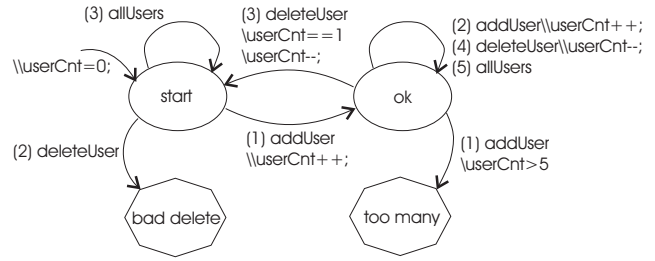 (3) allUsers
\\userCnt=0;
start
(3) deleteUser
\userCnt==1
\userCnt--;
ok
(2) addUser\\userCnt++;
(4) deleteUser\\userCnt--;
(5) allUsers
(1) addUser
\\userCnt++;
(2) deleteUser
(1) addUser
\userCnt>5
bad delete
too many